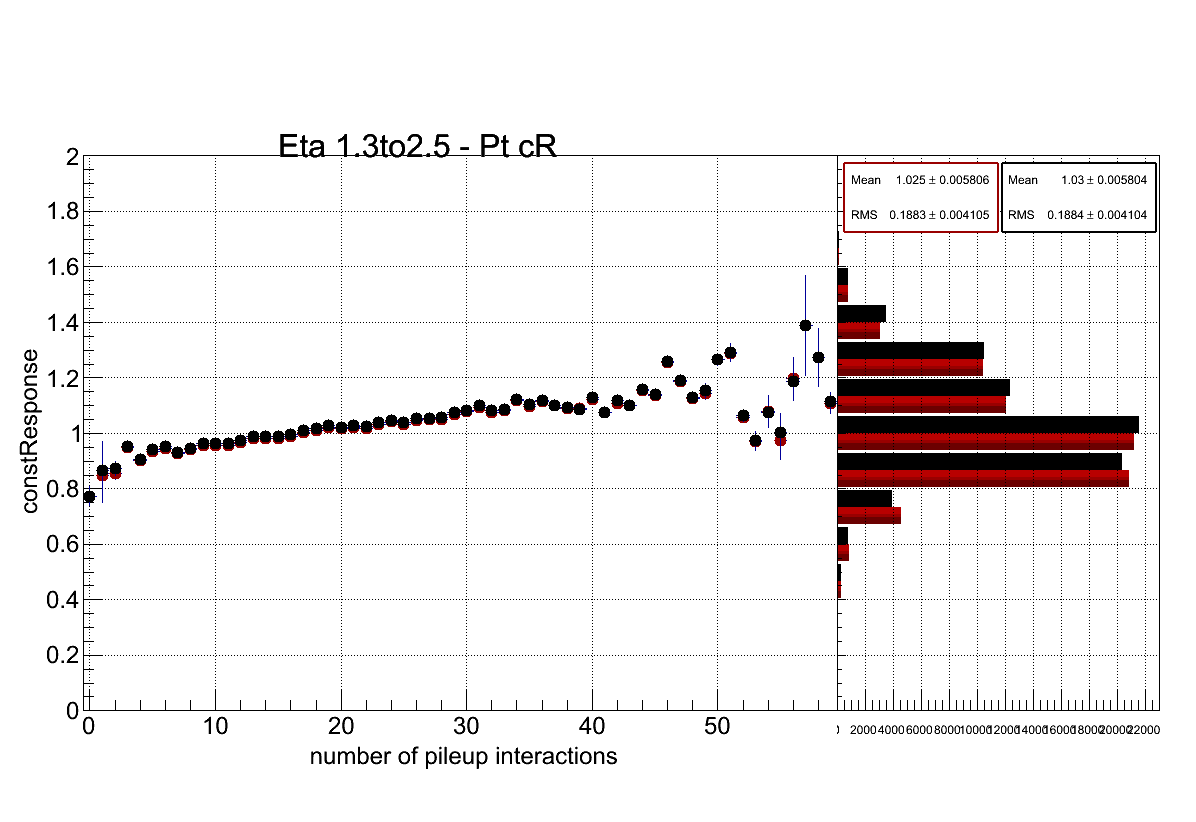 Eta 1.3to2.5 - Pt cR
2
1.8
1.6
1.4
1.2
1
0.8
0.6
0.4
0.2
0
constResponse
0 10 20 30 40 50
number of pileup interactions
Mean 1.025 ± 0.005806
RMS 0.1883 ± 0.004105
Mean 1.03 ± 0.005804
RMS 0.1884 ± 0.004104
2000 4000 6000 8000 10000 12000 14000 16000 18000 20000 22000